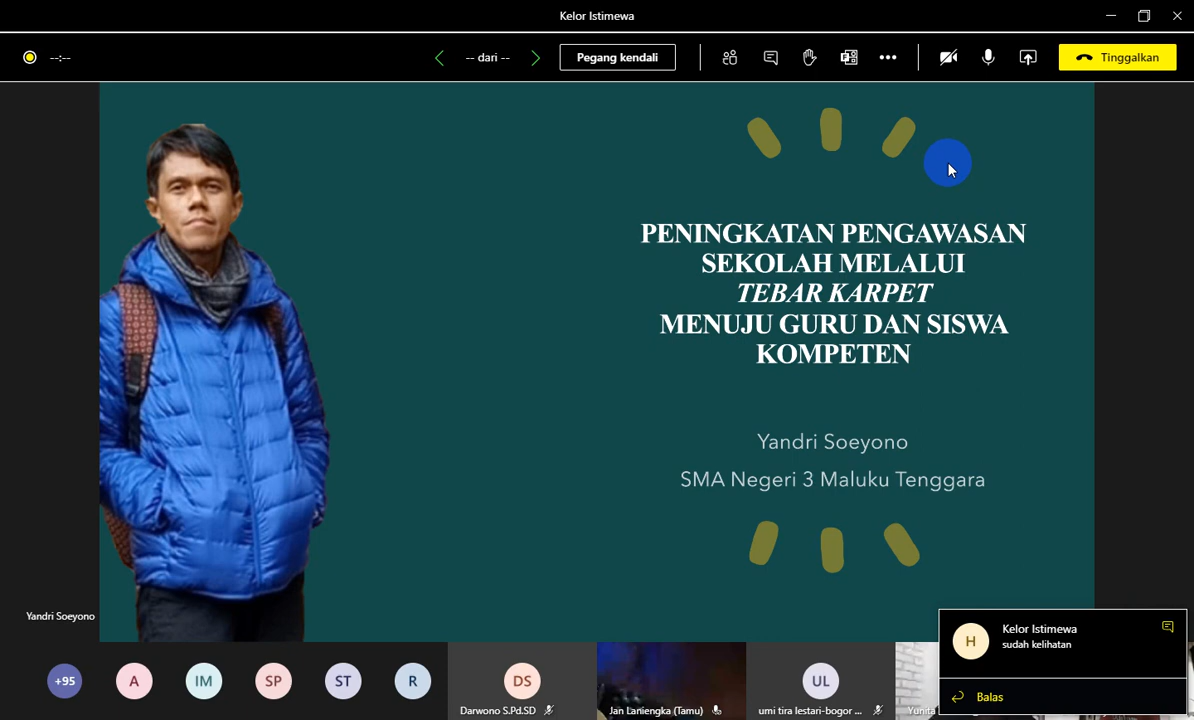 Kelor Istimewa
--:--
-- dari --
Pegang kendali
Tinggalkan
PENINGKATAN PENGAWASAN
SEKOLAH MELALUI
TEBAR KARPET
MENUJU GURU DAN SISWA
KOMPETEN
Yandri Soeyono
SMA Negeri 3 Maluku Tenggara
Yandri Soeyono
H
Kelor Istimewa
sudah kelihatan
Balas
+95
A
IM
SP
ST
R
DS
UL
Darwono S.Pd.SD
Jan Laniengka (Tamu)
umi tira lestari-bogor ...
Yunita